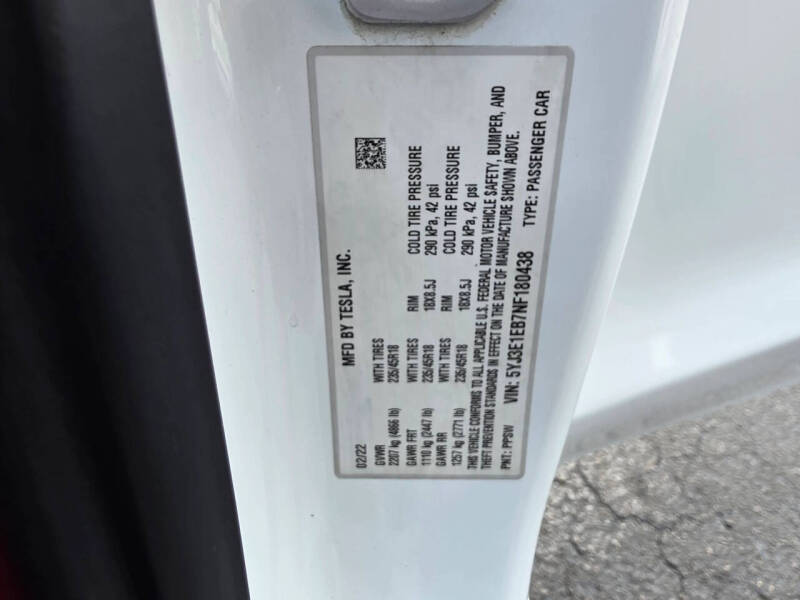 MFD BY TESLA, INC.
02/22
GVWR WITH TIRES
2207 kg (4866 lb) 235/45R18
GAWR FRT WITH TIRES RIM COLD TIRE PRESSURE
1110 kg (2447 lb) 235/45R18 18X8.5J 290 kPa, 42 psi
GAWR RR WITH TIRES RIM COLD TIRE PRESSURE
1257 kg (2771 lb) 235/45R18 18X8.5J 290 kPa, 42 psi
THIS VEHICLE CONFORMS TO ALL APPLICABLE U.S. FEDERAL MOTOR VEHICLE SAFETY, BUMPER, AND
THEFT PREVENTION STANDARDS IN EFFECT ON THE DATE OF MANUFACTURE SHOWN ABOVE.
VIN: 5YJ3E1EB7NF180438
PNT: PPSW TYPE: PASSENGER CAR